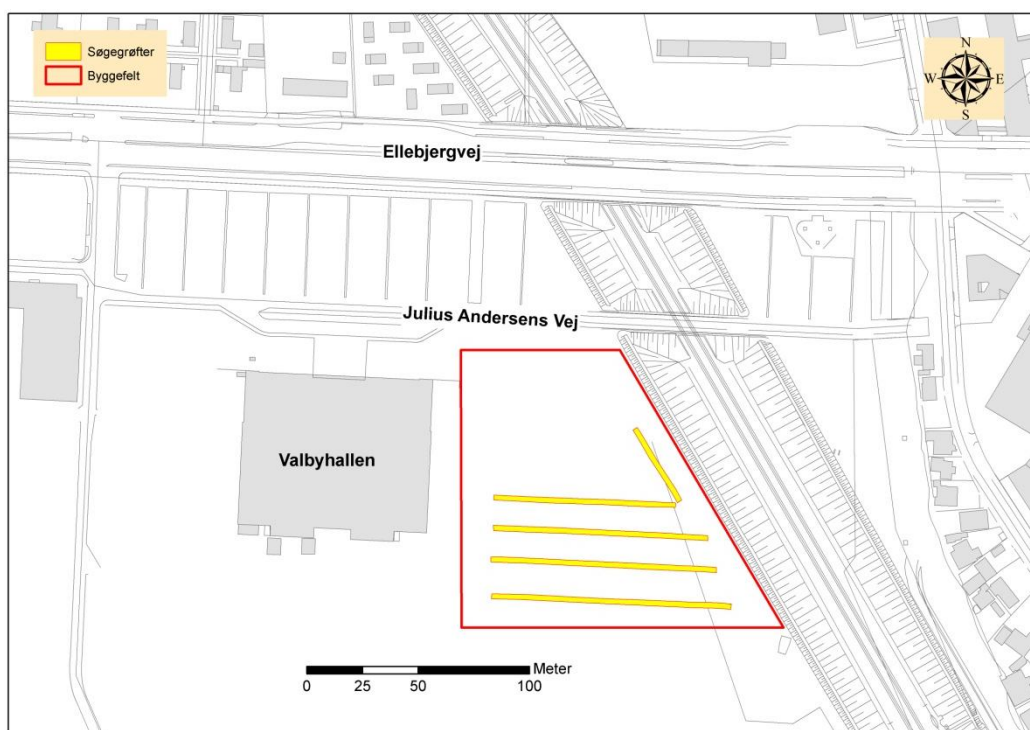 Søgegrøfter
Byggefelt
N
W E
S
Ellebjergvej
Julius Andersens Vej
Valbyhallen
Meter
0 25 50 100